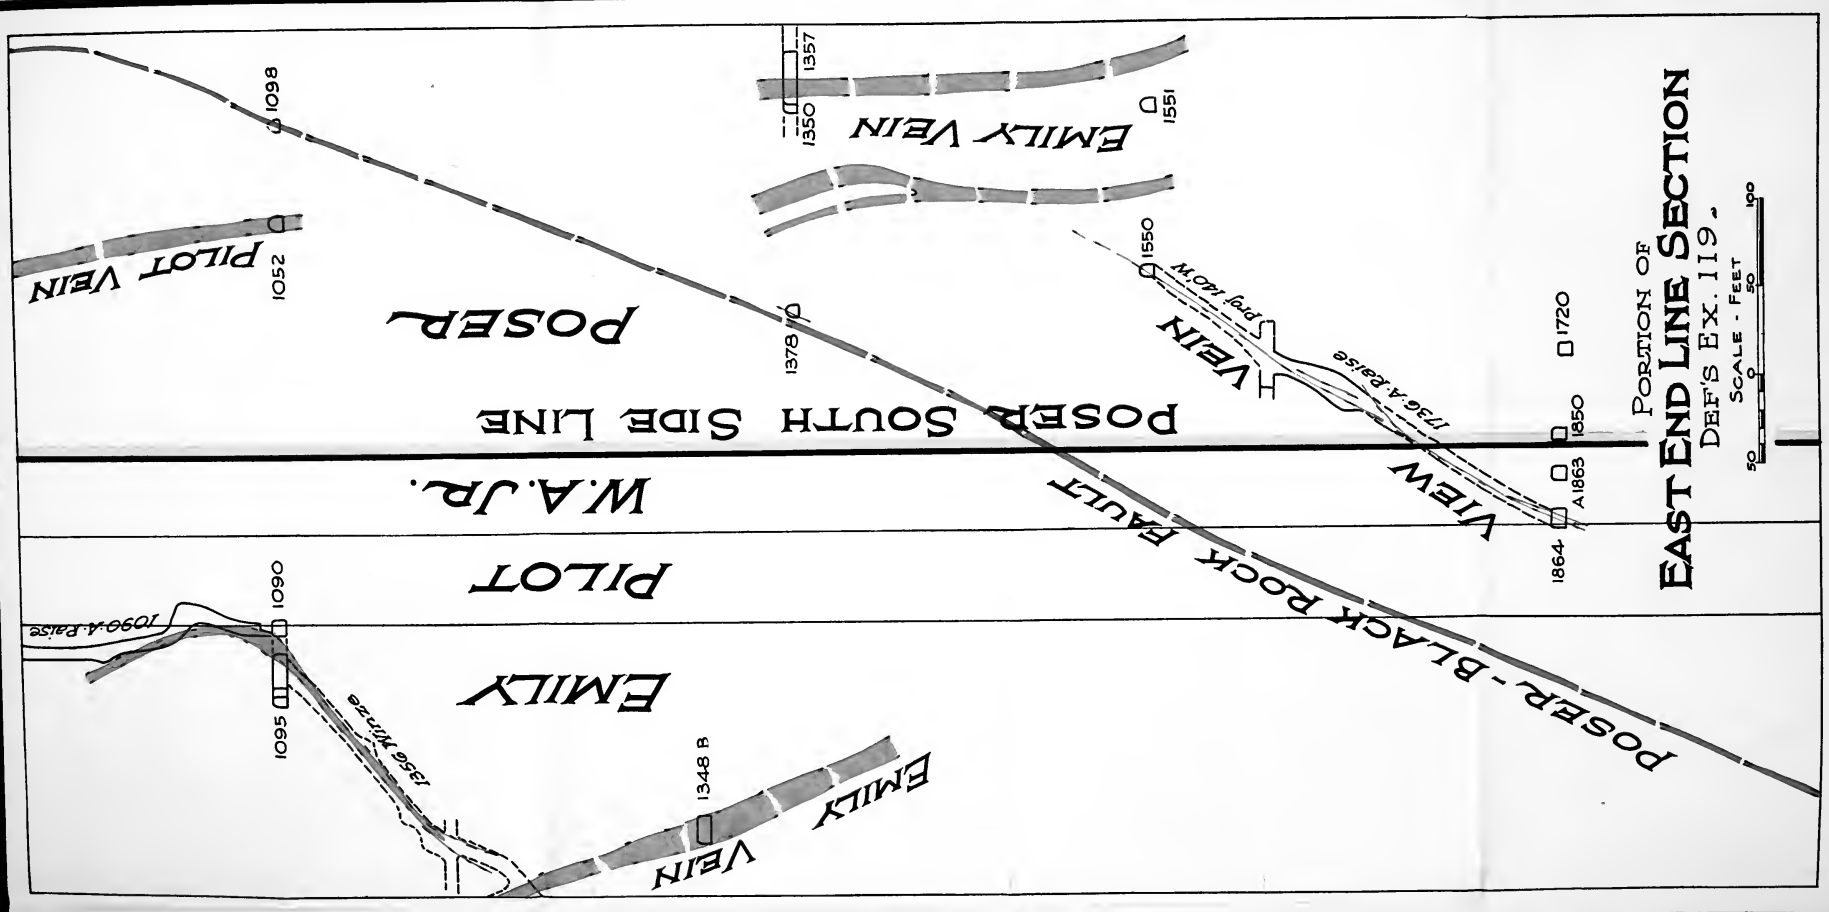 PORTION OF
EAST END LINE SECTION
DEF'S EX. 119.
SCALE - FEET
50 0 50 100
1098
1052
PILOT VEIN
POSER
1378
1357
1350
EMILY VEIN
1551
1550
Proj 140'W
VEIN
1736·A·Raise
VIEW
1720
1850
A1863
1864
POSER SOUTH SIDE LINE
W.A.JR.
PILOT
EMILY
POSER-BLACK ROCK FAULT
1090·A·Raise
1090
1095
1356 Winze
1348 B
EMILY
VEIN